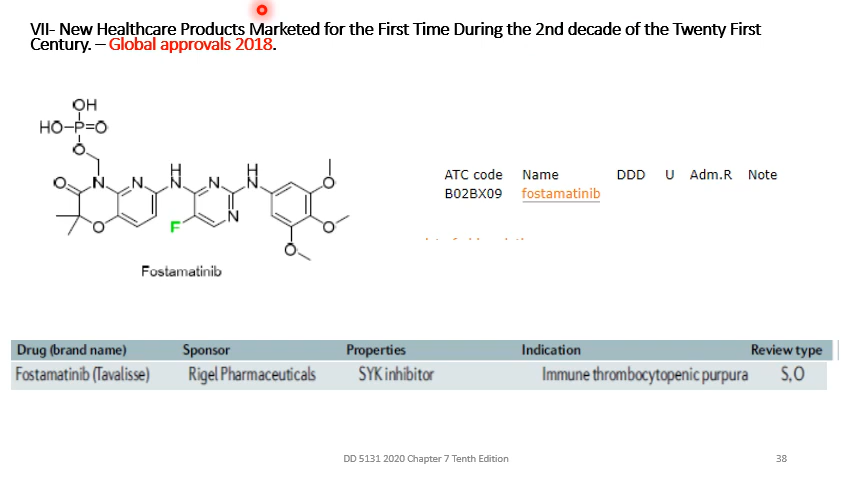 VII- New Healthcare Products Marketed for the First Time During the 2nd decade of the Twenty First
Century. – Global approvals 2018.
OH
HO-P=O
O
O
N
N
H
N
N
H
N
O
O
F
N
O
O
Fostamatinib
ATC code Name DDD U Adm.R Note
B02BX09 fostamatinib
Drug (brand name) Sponsor Properties Indication Review type
Fostamatinib (Tavalisse) Rigel Pharmaceuticals SYK inhibitor Immune thrombocytopenic purpura S,O
DD 5131 2020 Chapter 7 Tenth Edition 38